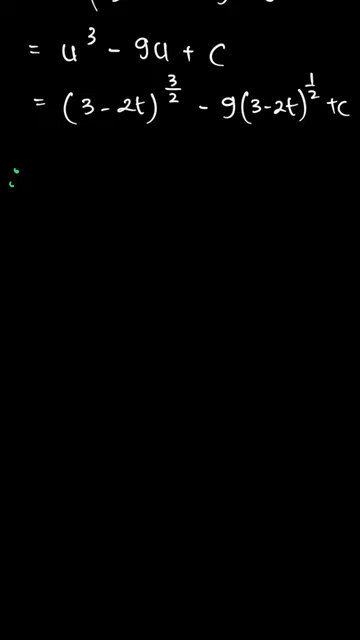 = u³ - 9u + C
= (3 - 2t)^(3/2) - 9(3-2t)^(1/2) + C